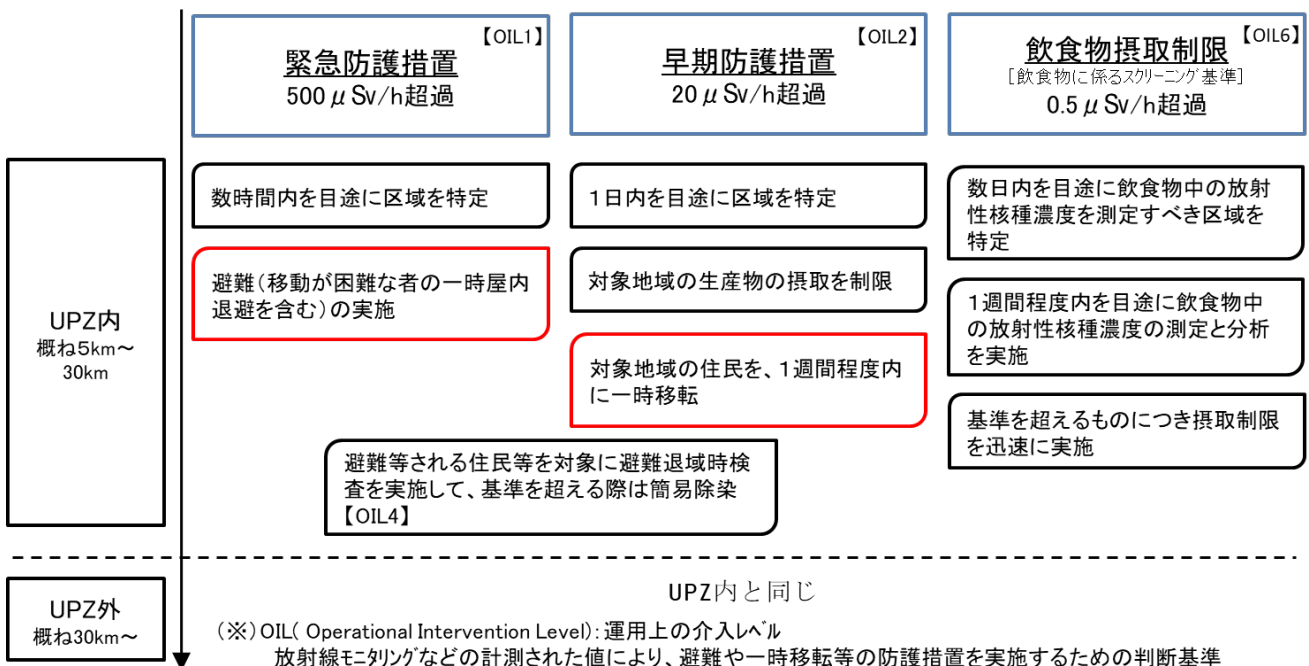 【OIL1】
緊急防護措置
500μSv/h超過
【OIL2】
早期防護措置
20μSv/h超過
【OIL6】
飲食物摂取制限
[飲食物に係るスクリーニング基準]
0.5μSv/h超過
UPZ内
概ね5km～
30km
数時間内を目途に区域を特定
避難(移動が困難な者の一時屋内
退避を含む)の実施
1日内を目途に区域を特定
対象地域の生産物の摂取を制限
対象地域の住民を、1週間程度内
に一時移転
数日内を目途に飲食物中の放射
性核種濃度を測定すべき区域を
特定
1週間程度内を目途に飲食物中
の放射性核種濃度の測定と分析
を実施
基準を超えるものにつき摂取制限
を迅速に実施
避難等される住民等を対象に避難退域時検
査を実施して、基準を超える際は簡易除染
【OIL4】
UPZ外
概ね30km～
UPZ内と同じ
(※)OIL( Operational Intervention Level):運用上の介入レベル
放射線モニタリングなどの計測された値により、避難や一時移転等の防護措置を実施するための判断基準